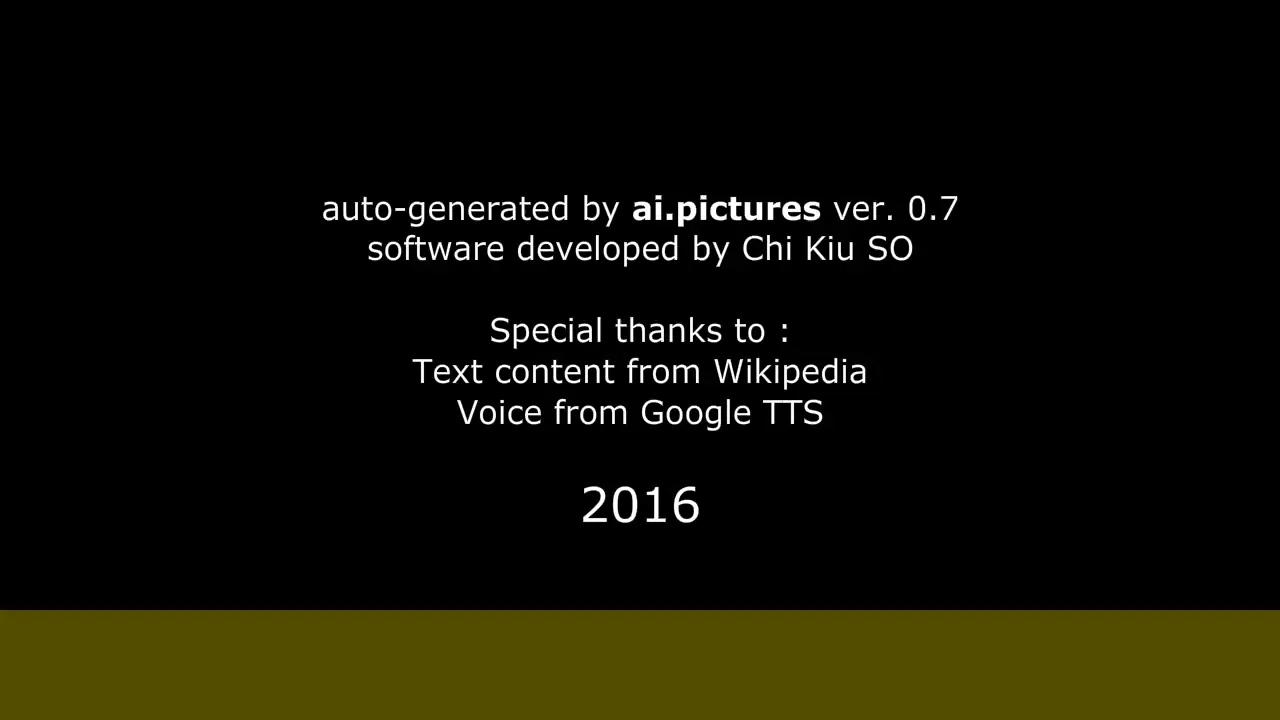 auto-generated by ai.pictures ver. 0.7
software developed by Chi Kiu SO
Special thanks to :
Text content from Wikipedia
Voice from Google TTS
2016